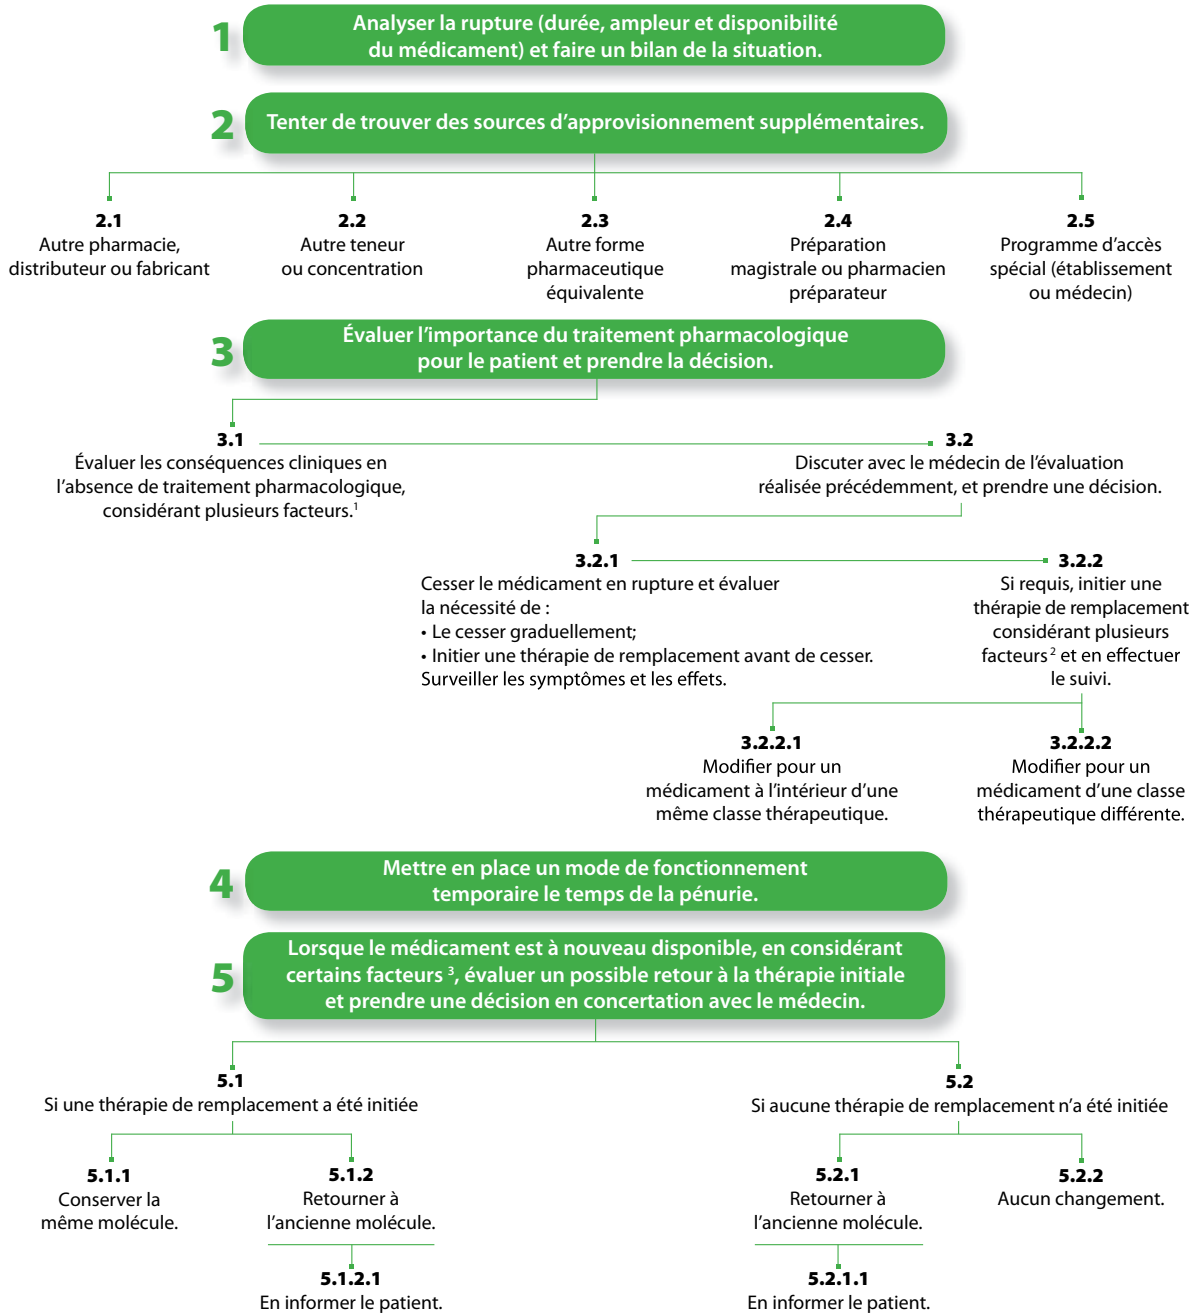 1
Analyser la rupture (durée, ampleur et disponibilité
du médicament) et faire un bilan de la situation.
2
Tenter de trouver des sources d'approvisionnement supplémentaires.
2.1
Autre pharmacie,
distributeur ou fabricant
2.2
Autre teneur
ou concentration
2.3
Autre forme
pharmaceutique
équivalente
2.4
Préparation
magistrale ou pharmacien
préparateur
2.5
Programme d'accès
spécial (établissement
ou médecin)
3
Évaluer l'importance du traitement pharmacologique
pour le patient et prendre la décision.
3.1
Évaluer les conséquences cliniques en
l'absence de traitement pharmacologique,
considérant plusieurs facteurs.¹
3.2
Discuter avec le médecin de l'évaluation
réalisée précédemment, et prendre une décision.
3.2.1
Cesser le médicament en rupture et évaluer
la nécessité de :
• Le cesser graduellement;
• Initier une thérapie de remplacement avant de cesser.
Surveiller les symptômes et les effets.
3.2.2
Si requis, initier une
thérapie de remplacement
considérant plusieurs
facteurs ² et en effectuer
le suivi.
3.2.2.1
Modifier pour un
médicament à l'intérieur d'une
même classe thérapeutique.
3.2.2.2
Modifier pour un
médicament d'une classe
thérapeutique différente.
4
Mettre en place un mode de fonctionnement
temporaire le temps de la pénurie.
5
Lorsque le médicament est à nouveau disponible, en considérant
certains facteurs ³, évaluer un possible retour à la thérapie initiale
et prendre une décision en concertation avec le médecin.
5.1
Si une thérapie de remplacement a été initiée
5.1.1
Conserver la
même molécule.
5.1.2
Retourner à
l'ancienne molécule.
5.1.2.1
En informer le patient.
5.2
Si aucune thérapie de remplacement n'a été initiée
5.2.1
Retourner à
l'ancienne molécule.
5.2.1.1
En informer le patient.
5.2.2
Aucun changement.